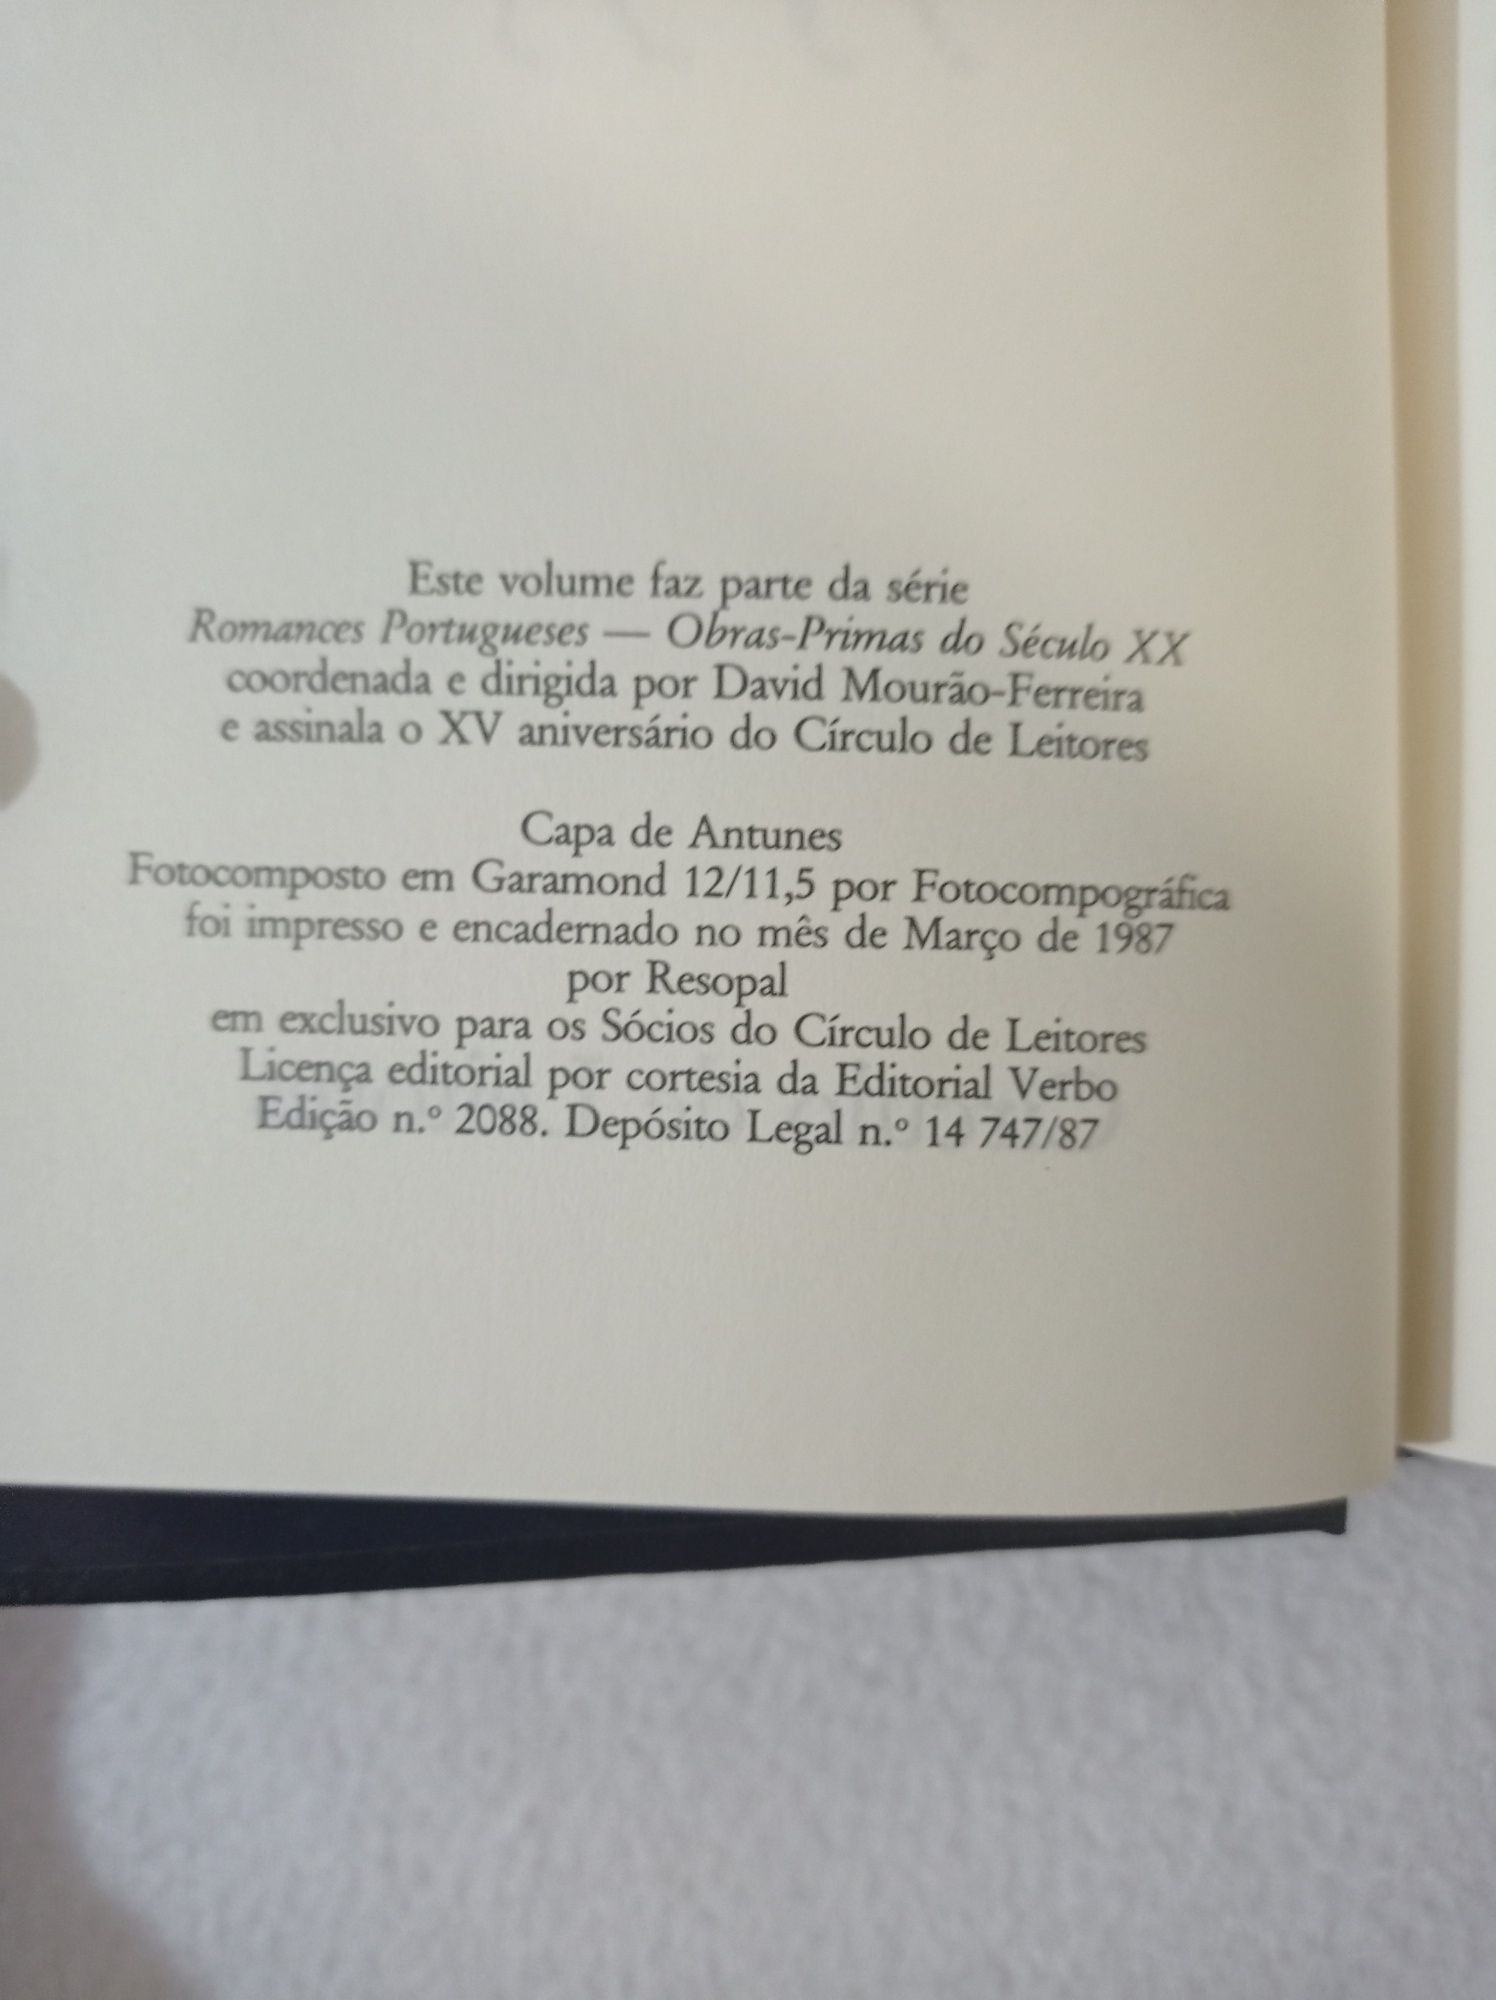 Este volume faz parte da série
Romances Portugueses — Obras-Primas do Século XX
coordenada e dirigida por David Mourão-Ferreira
e assinala o XV aniversário do Círculo de Leitores
Capa de Antunes
Fotocomposto em Garamond 12/11,5 por Fotocompográfica
foi impresso e encadernado no mês de Março de 1987
por Resopal
em exclusivo para os Sócios do Círculo de Leitores
Licença editorial por cortesia da Editorial Verbo
Edição n.º 2088. Depósito Legal n.º 14 747/87